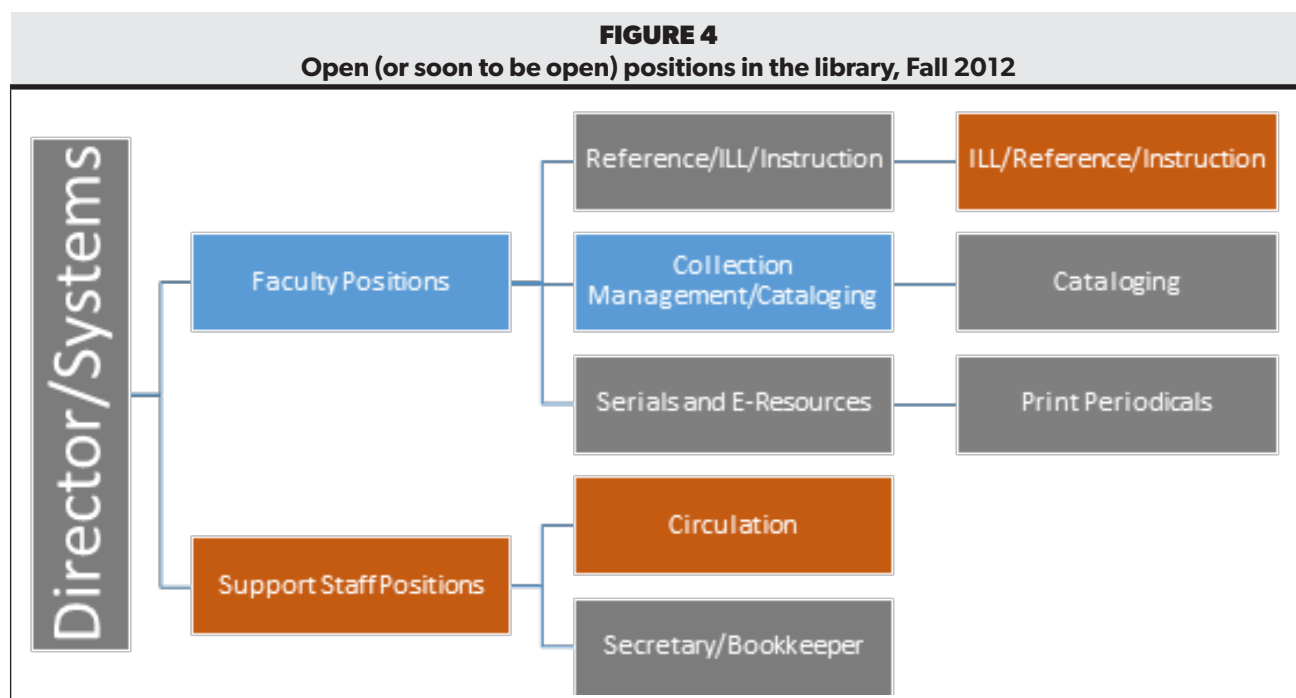 FIGURE 4
Open (or soon to be open) positions in the library, Fall 2012
Director/Systems
Faculty Positions
Reference/ILL/Instruction
ILL/Reference/Instruction
Collection
Management/Cataloging
Cataloging
Serials and E-Resources
Print Periodicals
Support Staff Positions
Circulation
Secretary/Bookkeeper